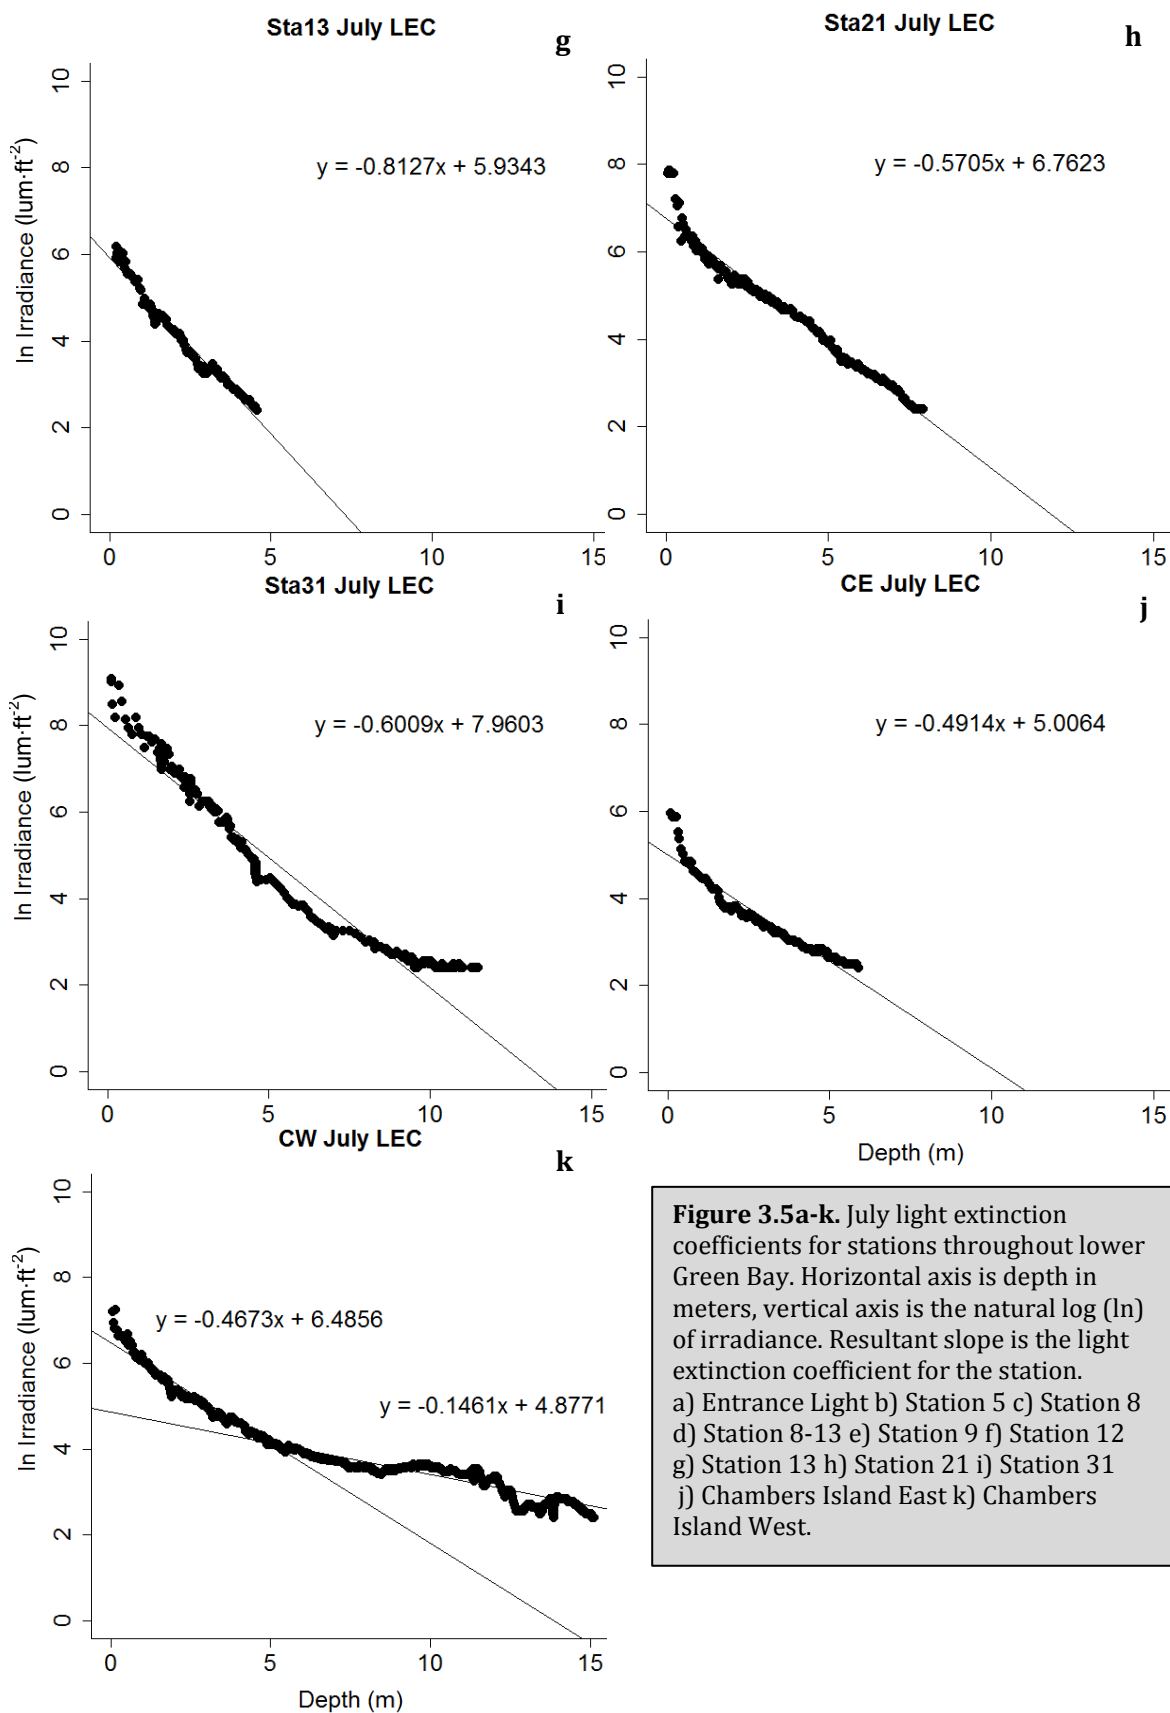 Sta13 July LEC
g
ln Irradiance (lum·ft-2)
10
8
6
4
2
0
y = -0.8127x + 5.9343
0 5 10 15
Sta21 July LEC
h
10
8
6
4
2
0
y = -0.5705x + 6.7623
0 5 10 15
Sta31 July LEC
i
ln Irradiance (lum·ft-2)
10
8
6
4
2
0
y = -0.6009x + 7.9603
0 5 10 15
CE July LEC
j
10
8
6
4
2
0
y = -0.4914x + 5.0064
0 5 10 15
Depth (m)
CW July LEC
k
ln Irradiance (lum·ft-2)
10
8
6
4
2
0
y = -0.4673x + 6.4856
y = -0.1461x + 4.8771
0 5 10 15
Depth (m)
Figure 3.5a-k. July light extinction
coefficients for stations throughout lower
Green Bay. Horizontal axis is depth in
meters, vertical axis is the natural log (ln)
of irradiance. Resultant slope is the light
extinction coefficient for the station.
a) Entrance Light b) Station 5 c) Station 8
d) Station 8-13 e) Station 9 f) Station 12
g) Station 13 h) Station 21 i) Station 31
j) Chambers Island East k) Chambers
Island West.